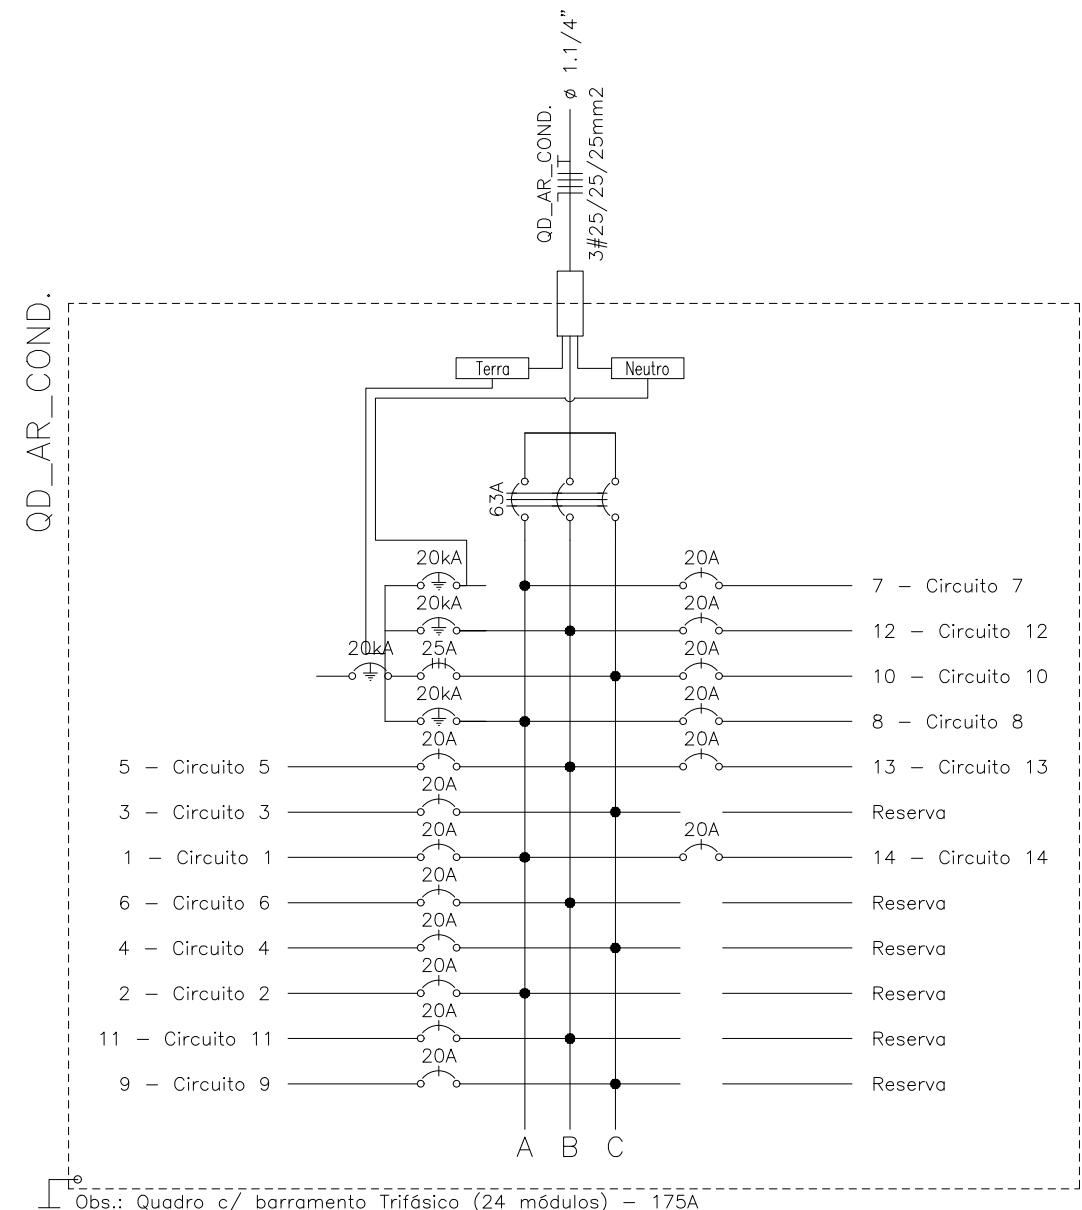 ø 1.1/4"
QD_AR_COND.
3#25/25/25mm2
QD_AR_COND.
Terra
Neutro
63A
20kA
20A
7 - Circuito 7
20kA
20A
12 - Circuito 12
20kA
25A
20A
10 - Circuito 10
20kA
20A
8 - Circuito 8
5 - Circuito 5
20A
20A
13 - Circuito 13
3 - Circuito 3
20A
Reserva
1 - Circuito 1
20A
20A
14 - Circuito 14
6 - Circuito 6
20A
Reserva
4 - Circuito 4
20A
Reserva
2 - Circuito 2
20A
Reserva
11 - Circuito 11
20A
Reserva
9 - Circuito 9
20A
Reserva
A B C
Obs.: Quadro c/ barramento Trifásico (24 módulos) - 175A